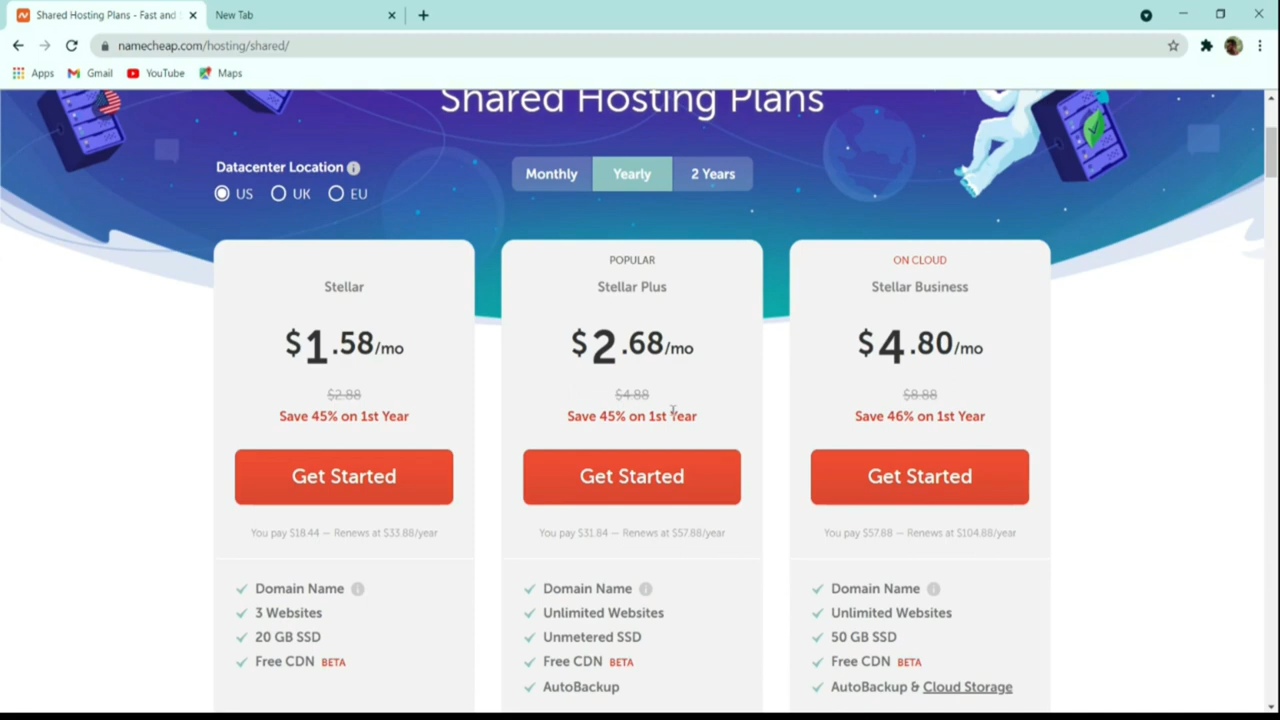 Shared Hosting Plans - Fast and
New Tab
namecheap.com/hosting/shared/
Apps
Gmail
YouTube
Maps
Shared Hosting Plans
Datacenter Location
US
UK
EU
Monthly
Yearly
2 Years
Stellar
$1.58/mo
$2.88
Save 45% on 1st Year
Get Started
You pay $18.44 — Renews at $33.88/year
Domain Name
3 Websites
20 GB SSD
Free CDN BETA
POPULAR
Stellar Plus
$2.68/mo
$4.88
Save 45% on 1st Year
Get Started
You pay $31.84 — Renews at $57.88/year
Domain Name
Unlimited Websites
Unmetered SSD
Free CDN BETA
AutoBackup
ON CLOUD
Stellar Business
$4.80/mo
$8.88
Save 46% on 1st Year
Get Started
You pay $57.88 — Renews at $104.88/year
Domain Name
Unlimited Websites
50 GB SSD
Free CDN BETA
AutoBackup & Cloud Storage